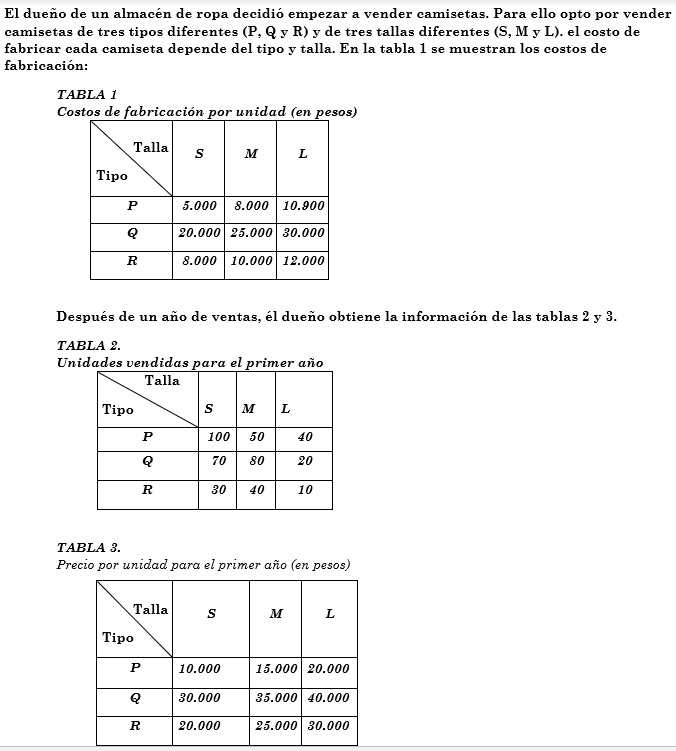 El dueño de un almacén de ropa decidió empezar a vender camisetas. Para ello opto por vender
camisetas de tres tipos diferentes (P, Q y R) y de tres tallas diferentes (S, M y L). el costo de
fabricar cada camiseta depende del tipo y talla. En la tabla 1 se muestran los costos de
fabricación:
TABLA 1
Costos de fabricación por unidad (en pesos)
Talla S M L
Tipo
P 5.000 8.000 10.900
Q 20.000 25.000 30.000
R 8.000 10.000 12.000
Después de un año de ventas, él dueño obtiene la información de las tablas 2 y 3.
TABLA 2.
Unidades vendidas para el primer año
Talla
Tipo S M L
P 100 50 40
Q 70 80 20
R 30 40 10
TABLA 3.
Precio por unidad para el primer año (en pesos)
Talla S M L
Tipo
P 10.000 15.000 20.000
Q 30.000 35.000 40.000
R 20.000 25.000 30.000